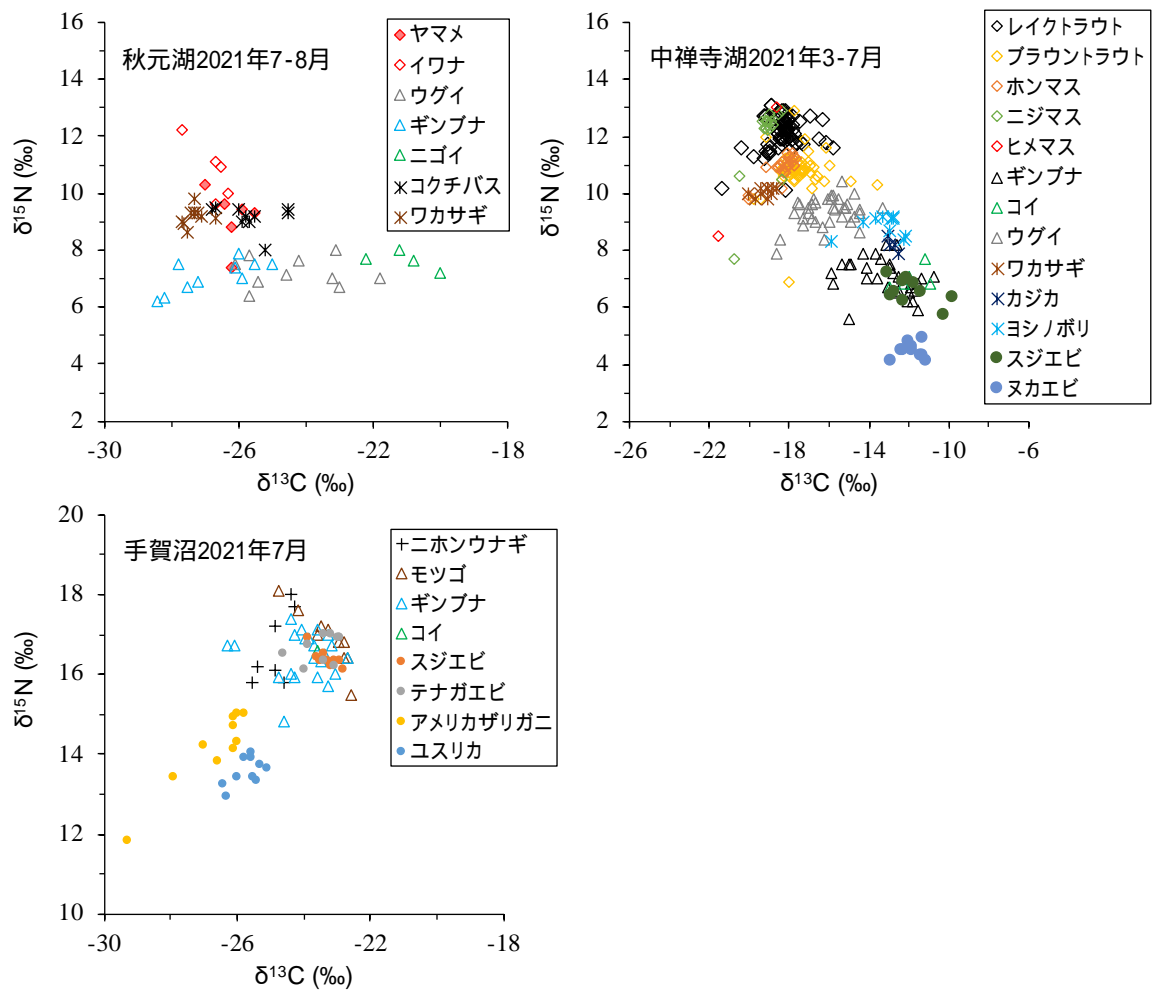 秋元湖2021年7-8月
δ¹⁵N (‰)
16
14
12
10
8
6
4
2
-30
-26
-22
-18
δ¹³C (‰)
ヤマメ
イワナ
ウグイ
ギンブナ
ニゴイ
コクチバス
ワカサギ
中禅寺湖2021年3-7月
δ¹⁵N (‰)
16
14
12
10
8
6
4
2
-26
-22
-18
-14
-10
-6
δ¹³C (‰)
レイクトラウト
ブラウントラウト
ホンマス
ニジマス
ヒメマス
ギンブナ
コイ
ウグイ
ワカサギ
カジカ
ヨシノボリ
スジエビ
ヌカエビ
手賀沼2021年7月
δ¹⁵N (‰)
20
18
16
14
12
10
-30
-26
-22
-18
δ¹³C (‰)
ニホンウナギ
モツゴ
ギンブナ
コイ
スジエビ
テナガエビ
アメリカザリガニ
ユスリカ